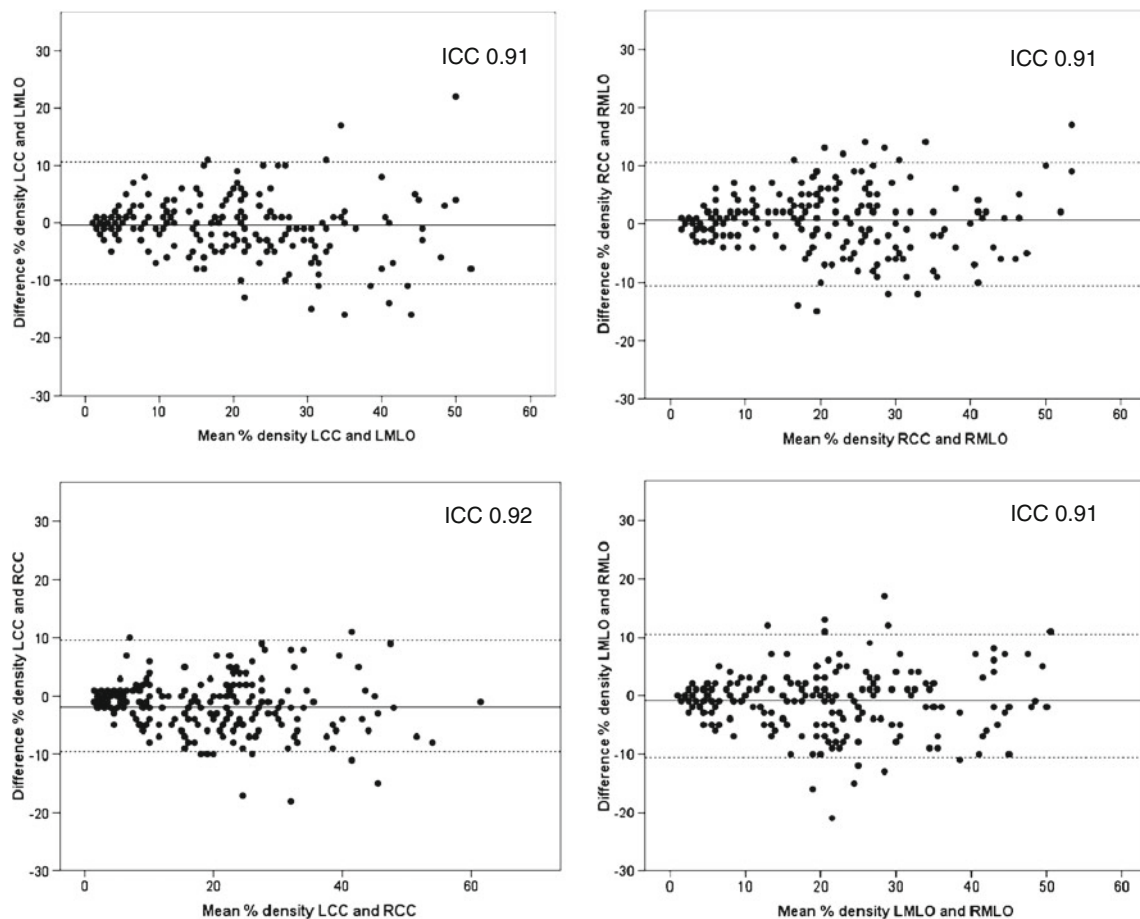 ICC 0.91
Difference % density LCC and LMLO
30
20
10
0
-10
-20
-30
0 10 20 30 40 50 60
Mean % density LCC and LMLO
ICC 0.91
Difference % density RCC and RMLO
30
20
10
0
-10
-20
-30
0 10 20 30 40 50 60
Mean % density RCC and RMLO
ICC 0.92
Difference % density LCC and RCC
30
20
10
0
-10
-20
-30
0 20 40 60
Mean % density LCC and RCC
ICC 0.91
Difference % density LMLO and RMLO
30
20
10
0
-10
-20
-30
0 10 20 30 40 50 60
Mean % density LMLO and RMLO